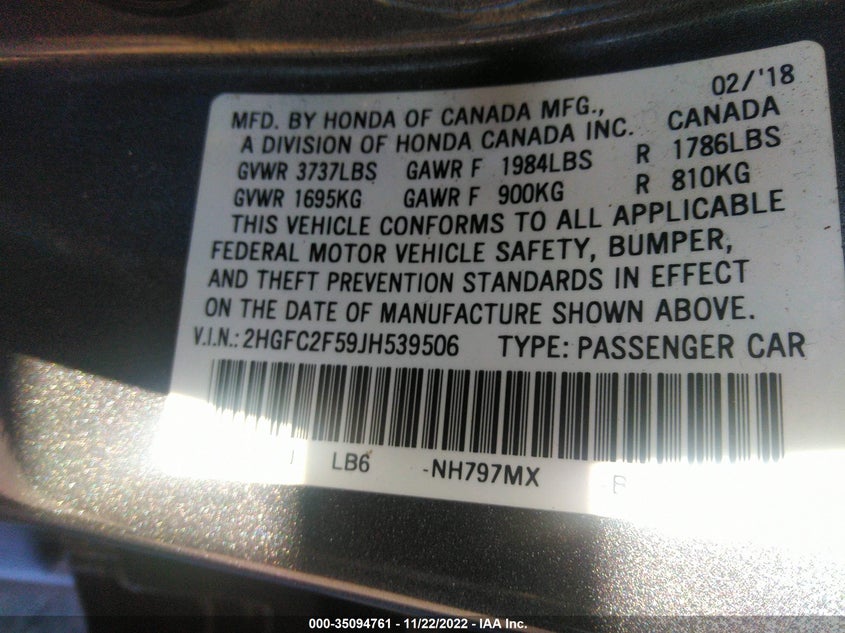 02/'18
MFD. BY HONDA OF CANADA MFG., CANADA
A DIVISION OF HONDA CANADA INC.
GVWR 3737LBS GAWR F 1984LBS R 1786LBS
GVWR 1695KG GAWR F 900KG R 810KG
THIS VEHICLE CONFORMS TO ALL APPLICABLE
FEDERAL MOTOR VEHICLE SAFETY, BUMPER,
AND THEFT PREVENTION STANDARDS IN EFFECT
ON THE DATE OF MANUFACTURE SHOWN ABOVE.
V.I.N.: 2HGFC2F59JH539506 TYPE: PASSENGER CAR
LB6 -NH797MX
000-35094761 - 11/22/2022 - IAA Inc.